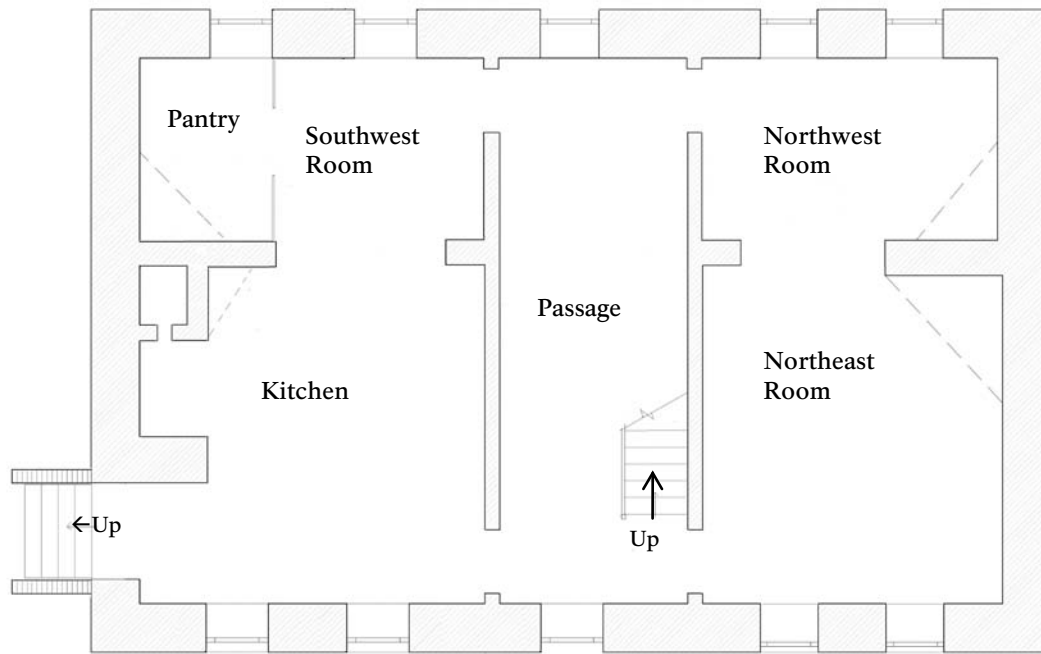 Pantry
Southwest
Room
Northwest
Room
Passage
Northeast
Room
Kitchen
←Up
Up